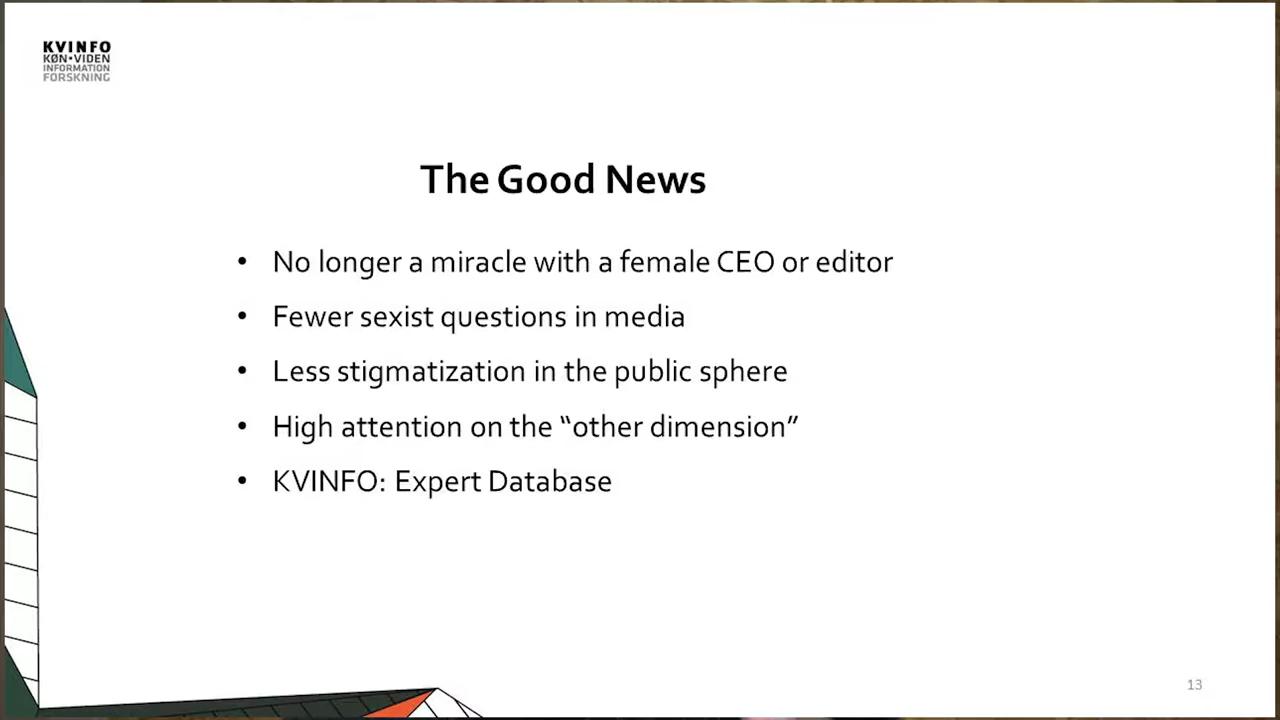 KVINFO
KØN•VIDEN
INFORMATION
FORSKNING
The Good News
• No longer a miracle with a female CEO or editor
• Fewer sexist questions in media
• Less stigmatization in the public sphere
• High attention on the “other dimension”
• KVINFO: Expert Database
13